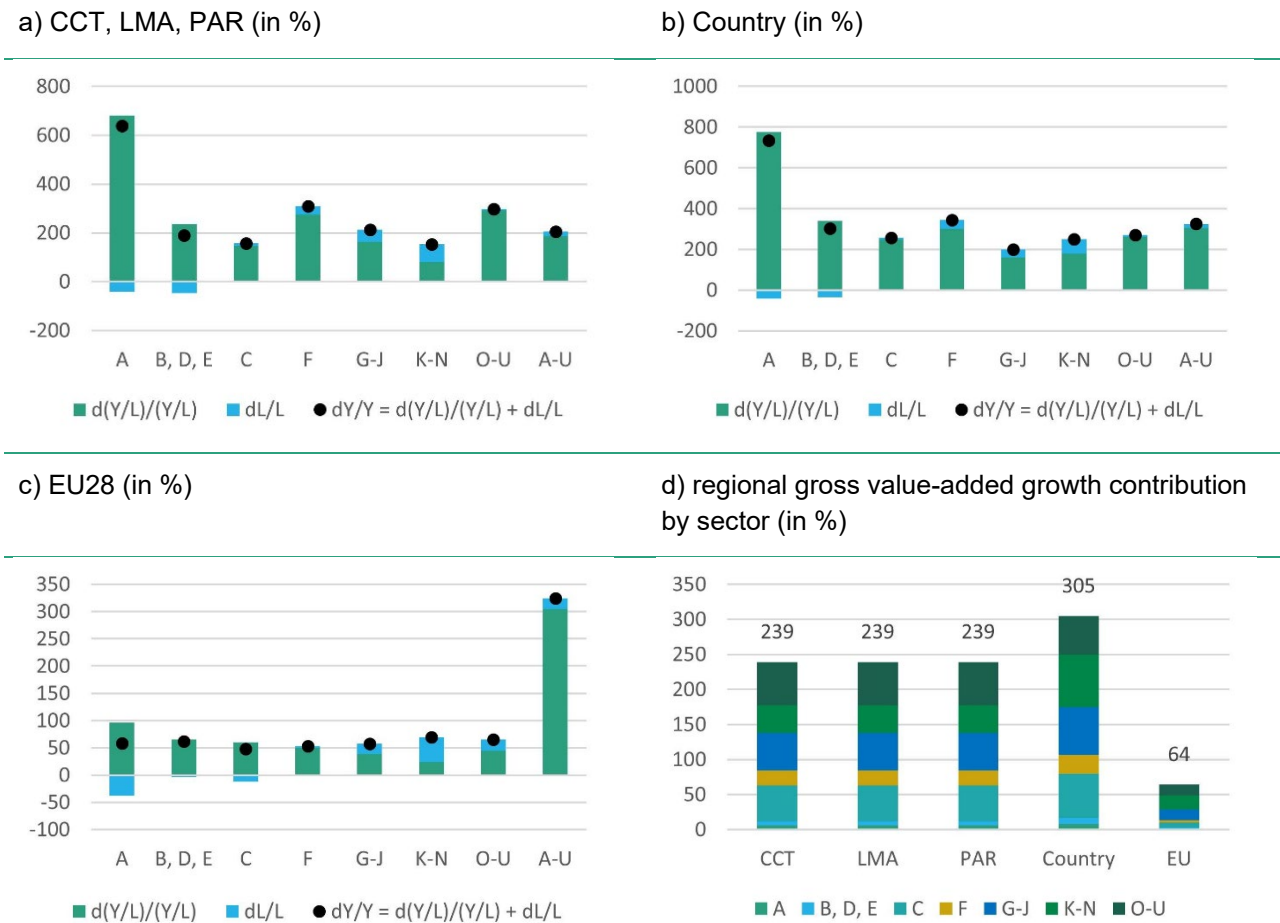 a) CCT, LMA, PAR (in %)
800
600
400
200
0
-200
A B, D, E C F G-J K-N O-U A-U
d(Y/L)/(Y/L) dL/L dY/Y = d(Y/L)/(Y/L) + dL/L
b) Country (in %)
1000
800
600
400
200
0
-200
A B, D, E C F G-J K-N O-U A-U
d(Y/L)/(Y/L) dL/L dY/Y = d(Y/L)/(Y/L) + dL/L
c) EU28 (in %)
350
300
250
200
150
100
50
0
-50
-100
A B, D, E C F G-J K-N O-U A-U
d(Y/L)/(Y/L) dL/L dY/Y = d(Y/L)/(Y/L) + dL/L
d) regional gross value-added growth contribution
by sector (in %)
350
300
250
200
150
100
50
0
239 239 239 305 64
CCT LMA PAR Country EU
A B, D, E C F G-J K-N O-U